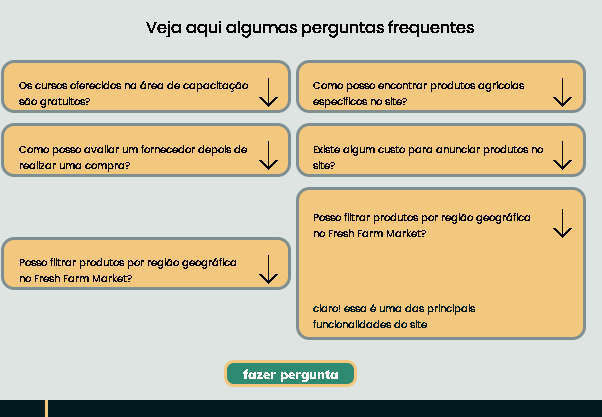 Veja aqui algumas perguntas frequentes
Os cursos oferecidos na área de capacitação
são gratuitos?
Como posso encontrar produtos agrícolas
específicos no site?
Como posso avaliar um fornecedor depois de
realizar uma compra?
Existe algum custo para anunciar produtos no
site?
Posso filtrar produtos por região geográfica
no Fresh Farm Market?
Posso filtrar produtos por região geográfica
no Fresh Farm Market?
claro! essa é uma das principais
funcionalidades do site
fazer pergunta